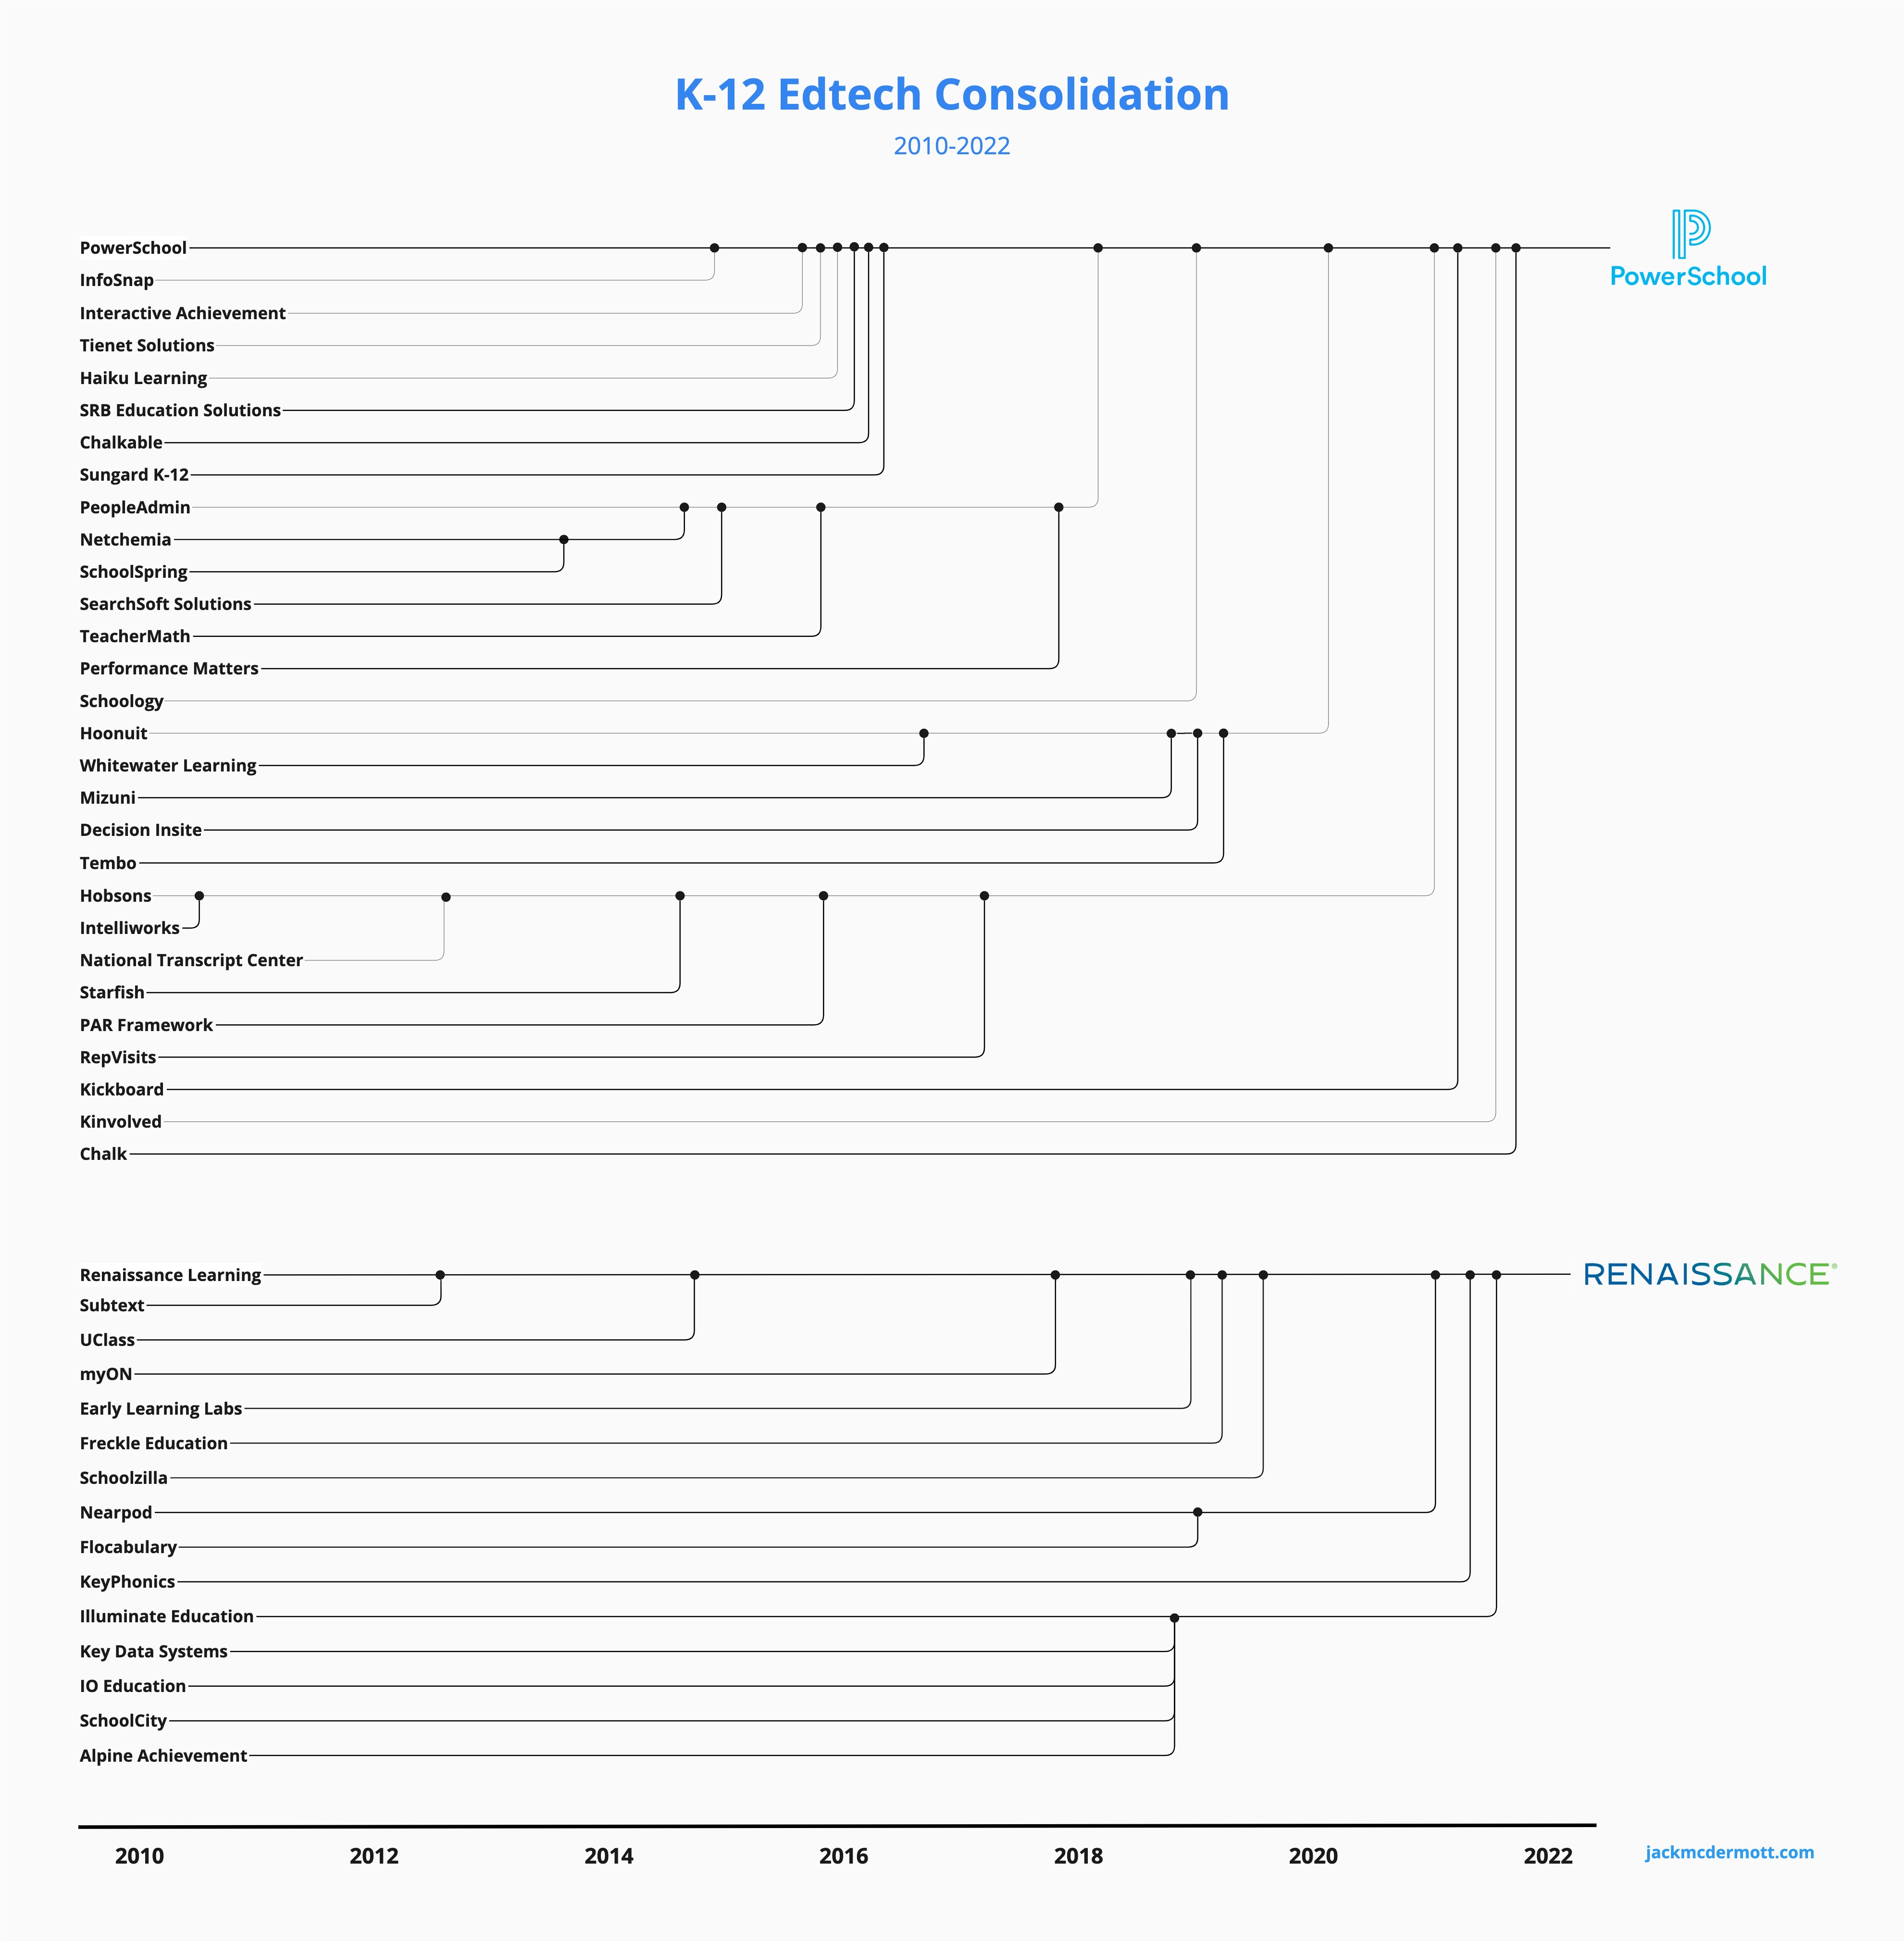 K-12 Edtech Consolidation
2010-2022
PowerSchool
PowerSchool
InfoSnap
Interactive Achievement
Tienet Solutions
Haiku Learning
SRB Education Solutions
Chalkable
Sungard K-12
PeopleAdmin
Netchemia
SchoolSpring
SearchSoft Solutions
TeacherMath
Performance Matters
Schoology
Hoonuit
Whitewater Learning
Mizuni
Decision Insite
Tembo
Hobsons
Intelliworks
National Transcript Center
Starfish
PAR Framework
RepVisits
Kickboard
Kinvolved
Chalk
Renaissance Learning
RENAISSANCE®
Subtext
UClass
myON
Early Learning Labs
Freckle Education
Schoolzilla
Nearpod
Flocabulary
KeyPhonics
Illuminate Education
Key Data Systems
IO Education
SchoolCity
Alpine Achievement
2010 2012 2014 2016 2018 2020 2022
jackmcdermott.com